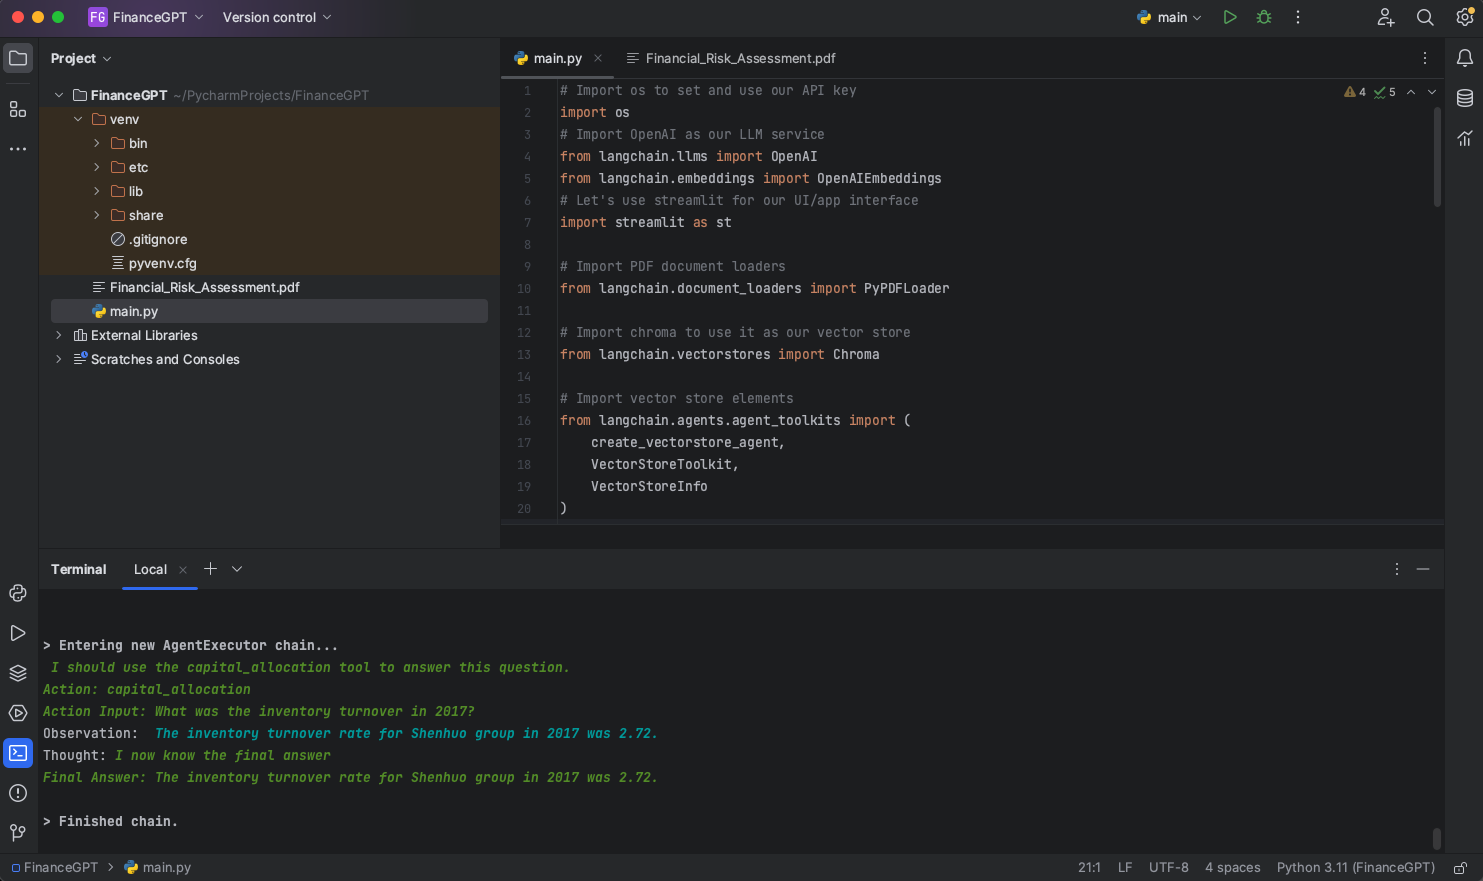 FG FinanceGPT Version control main
Project
FinanceGPT ~/PycharmProjects/FinanceGPT
venv
bin
etc
lib
share
.gitignore
pyvenv.cfg
Financial_Risk_Assessment.pdf
main.py
External Libraries
Scratches and Consoles
main.py Financial_Risk_Assessment.pdf
4 5
1 # Import os to set and use our API key
2 import os
3 # Import OpenAI as our LLM service
4 from langchain.llms import OpenAI
5 from langchain.embeddings import OpenAIEmbeddings
6 # Let's use streamlit for our UI/app interface
7 import streamlit as st
8
9 # Import PDF document loaders
10 from langchain.document_loaders import PyPDFLoader
11
12 # Import chroma to use it as our vector store
13 from langchain.vectorstores import Chroma
14
15 # Import vector store elements
16 from langchain.agents.agent_toolkits import (
17 create_vectorstore_agent,
18 VectorStoreToolkit,
19 VectorStoreInfo
20 )
Terminal Local
> Entering new AgentExecutor chain...
I should use the capital_allocation tool to answer this question.
Action: capital_allocation
Action Input: What was the inventory turnover in 2017?
Observation: The inventory turnover rate for Shenhuo group in 2017 was 2.72.
Thought: I now know the final answer
Final Answer: The inventory turnover rate for Shenhuo group in 2017 was 2.72.
> Finished chain.
FinanceGPT > main.py 21:1 LF UTF-8 4 spaces Python 3.11 (FinanceGPT)